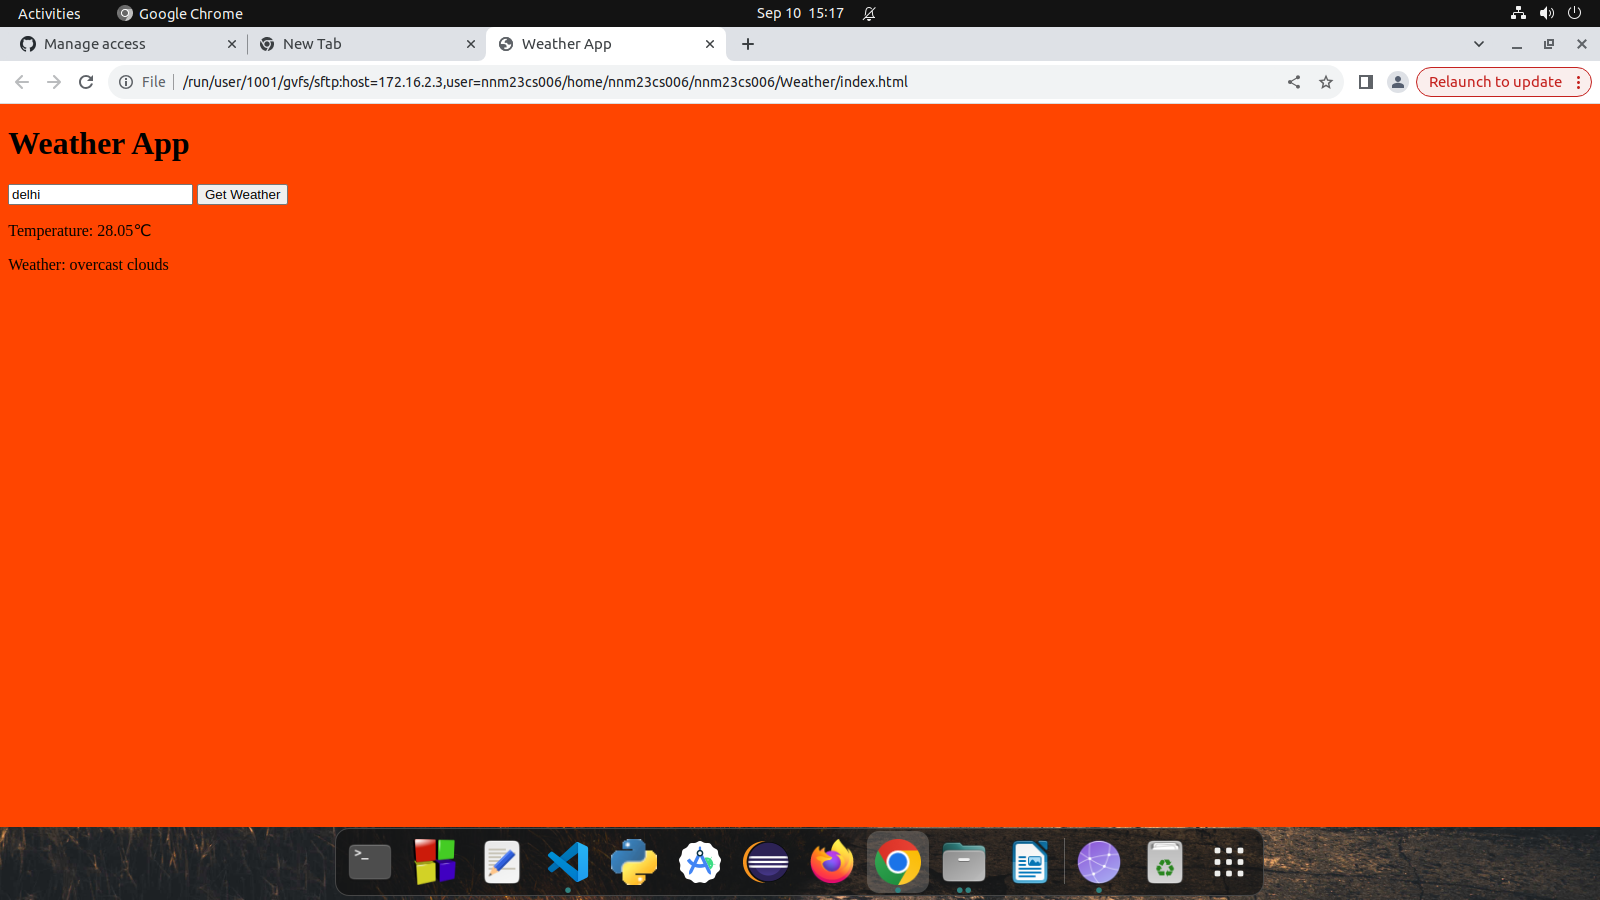 Activities Google Chrome Sep 10 15:17
Manage access New Tab Weather App
File /run/user/1001/gvfs/sftp:host=172.16.2.3,user=nnm23cs006/home/nnm23cs006/nnm23cs006/Weather/index.html Relaunch to update
Weather App
delhi Get Weather
Temperature: 28.05℃
Weather: overcast clouds
>_